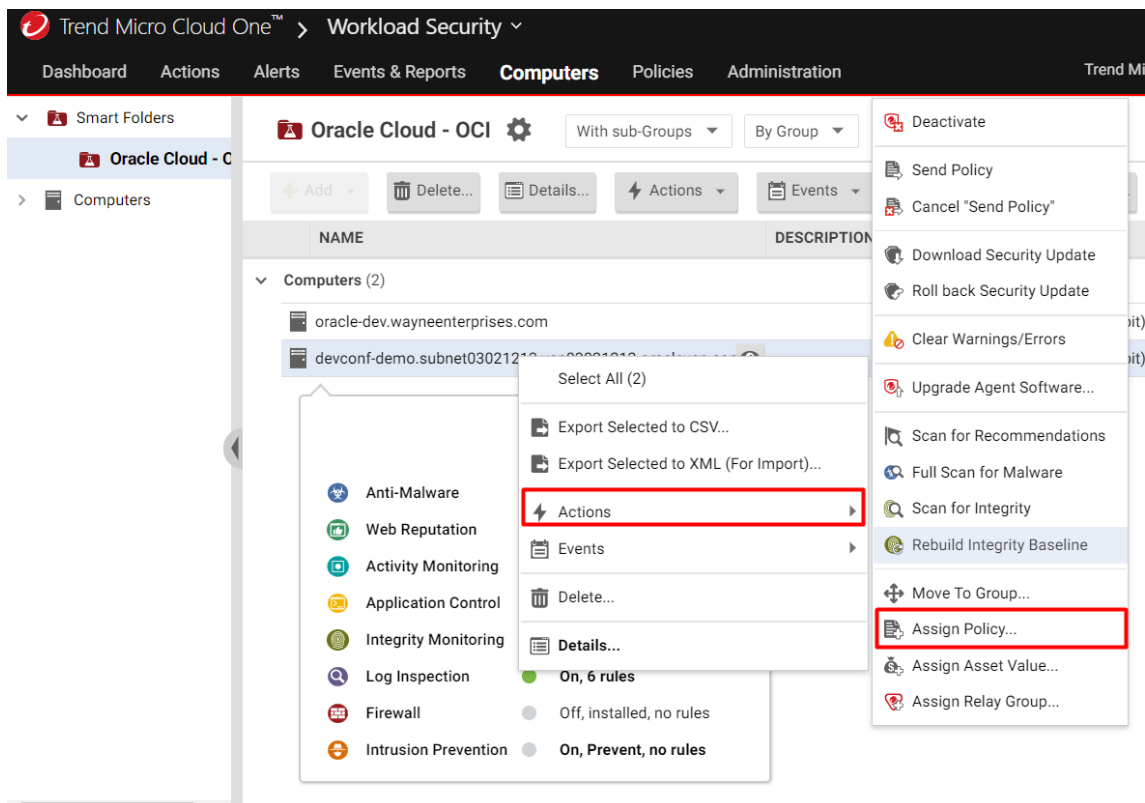 Trend Micro Cloud One™ > Workload Security
Dashboard Actions Alerts Events & Reports Computers Policies Administration Trend Mi
Smart Folders
Oracle Cloud - O
Computers
Oracle Cloud - OCI With sub-Groups By Group
Add Delete... Details... Actions Events
NAME DESCRIPTION
Computers (2)
oracle-dev.wayneenterprises.com bit)
devconf-demo.subnet03021212 bit)
Anti-Malware
Web Reputation
Activity Monitoring
Application Control
Integrity Monitoring
Log Inspection On, 6 rules
Firewall Off, installed, no rules
Intrusion Prevention On, Prevent, no rules
Select All (2)
Export Selected to CSV...
Export Selected to XML (For Import)...
Actions
Events
Delete...
Details...
Deactivate
Send Policy
Cancel "Send Policy"
Download Security Update
Roll back Security Update
Clear Warnings/Errors
Upgrade Agent Software...
Scan for Recommendations
Full Scan for Malware
Scan for Integrity
Rebuild Integrity Baseline
Move To Group...
Assign Policy...
Assign Asset Value...
Assign Relay Group...